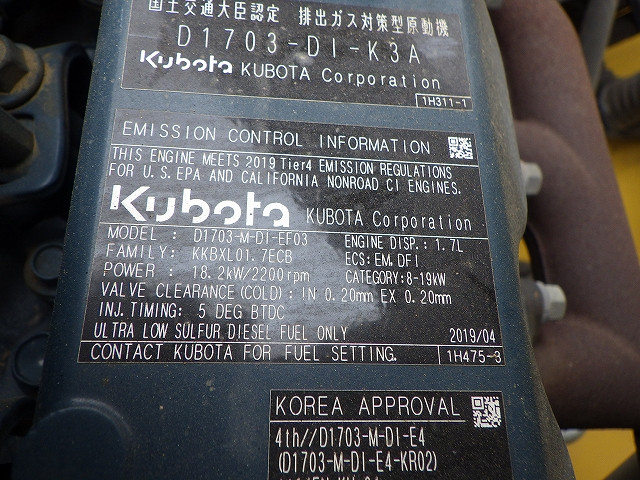 国土交通大臣認定 排出ガス対策型原動機
D1703-DI-K3A
Kubota KUBOTA Corporation
1H311-1
EMISSION CONTROL INFORMATION
THIS ENGINE MEETS 2019 Tier4 EMISSION REGULATIONS
FOR U.S. EPA AND CALIFORNIA NONROAD CI ENGINES.
Kubota KUBOTA Corporation
MODEL : D1703-M-DI-EF03 ENGINE DISP.: 1.7L
FAMILY: KKBXL01.7ECB ECS: EM, DFI
POWER : 18.2kW/2200rpm CATEGORY:8-19kW
VALVE CLEARANCE(COLD): IN 0.20mm EX 0.20mm
INJ. TIMING: 5 DEG BTDC
ULTRA LOW SULFUR DIESEL FUEL ONLY 2019/04
CONTACT KUBOTA FOR FUEL SETTING. 1H475-3
KOREA APPROVAL
4th//D1703-M-DI-E4
(D1703-M-DI-E4-KR02)